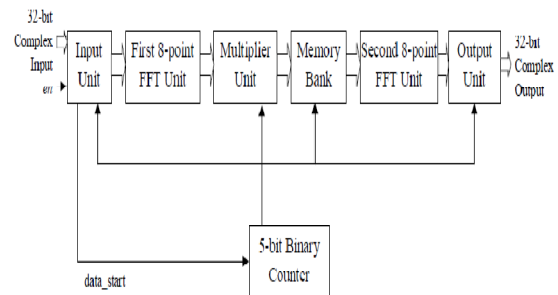 32-bit
Complex
Input
en
Input
Unit
First 8-point
FFT Unit
Multiplier
Unit
Memory
Bank
Second 8-point
FFT Unit
Output
Unit
32-bit
Complex
Output
5-bit Binary
Counter
data_start